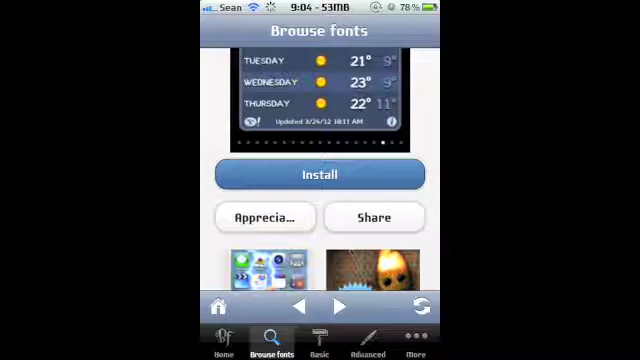 Sean 9:04 - 53MB 78%
Browse fonts
TUESDAY 21° 9°
WEDNESDAY 23° 9°
THURSDAY 22° 11°
Y! Updated 3/24/12 10:11 AM i
Install
Apprecia... Share
Bf
Home Browse fonts Basic Advanced More